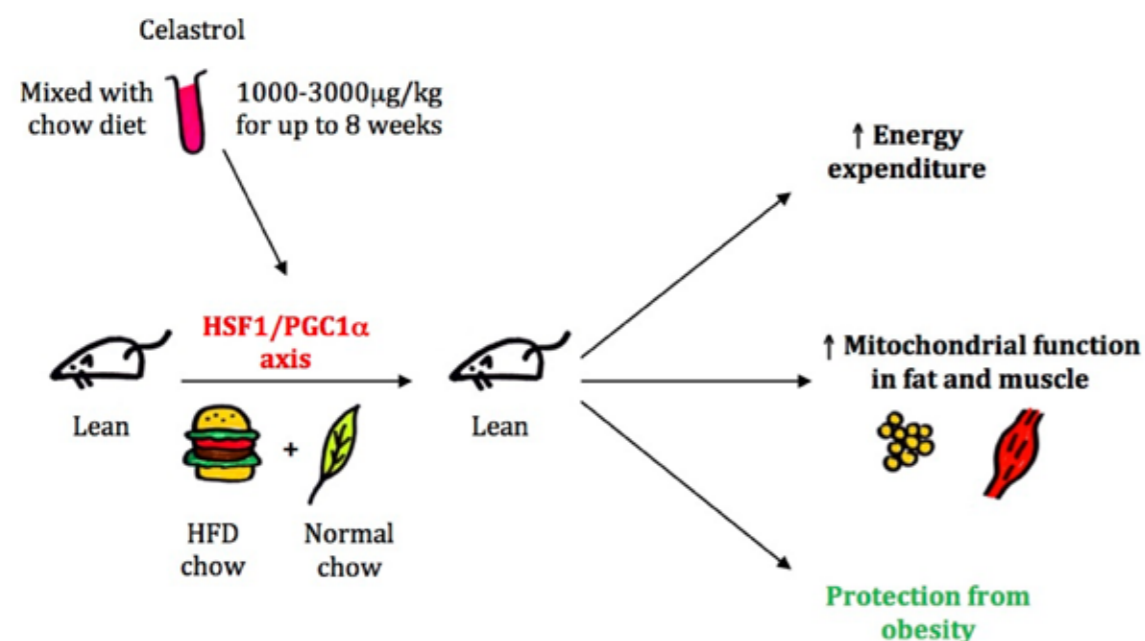 Celastrol
Mixed with
chow diet
1000-3000μg/kg
for up to 8 weeks
↑ Energy
expenditure
HSF1/PGC1α
axis
Lean
Lean
↑ Mitochondrial function
in fat and muscle
+
HFD
chow
Normal
chow
Protection from
obesity